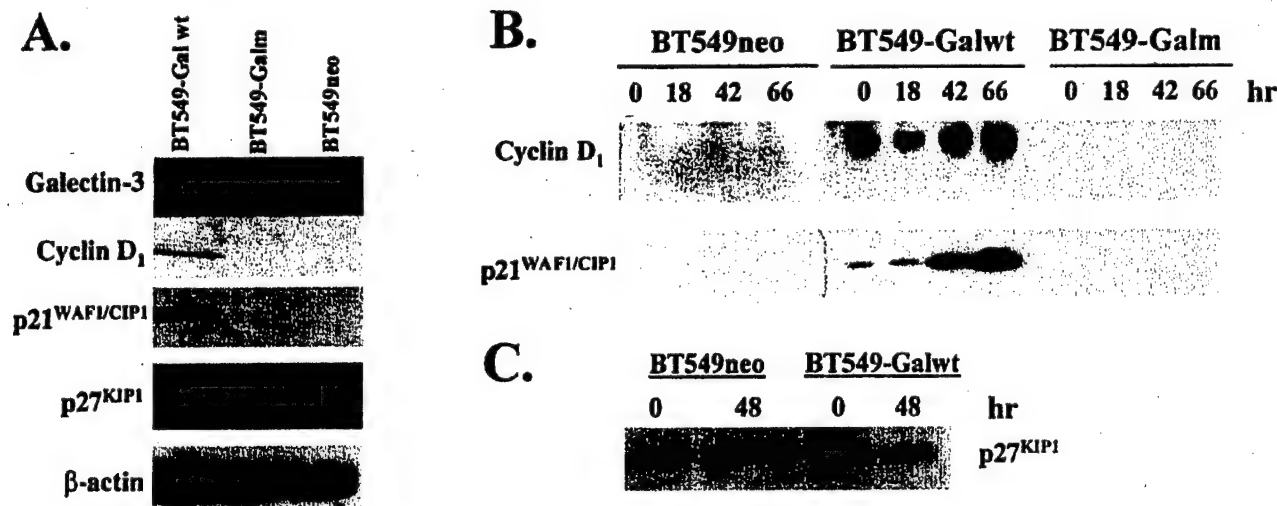 A.
BT549-Gal wt
BT549-Galm
BT549neo
Galectin-3
Cyclin D1
p21WAF1/CIP1
p27KIP1
β-actin
B.
BT549neo BT549-Galwt BT549-Galm
0 18 42 66 0 18 42 66 0 18 42 66 hr
Cyclin D1
p21WAF1/CIP1
C.
BT549neo BT549-Galwt
0 48 0 48 hr
p27KIP1